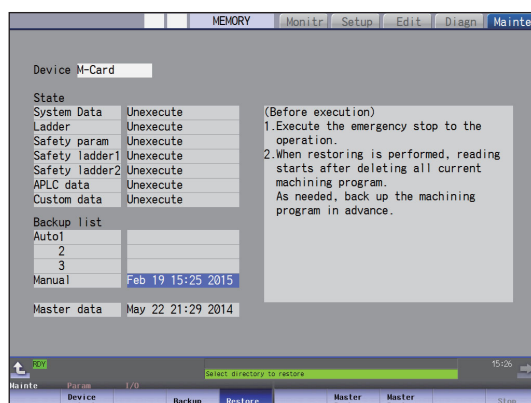 MEMORY Monitr Setup Edit Diagn Mainte
Device M-Card
State
System Data Unexecute
Ladder Unexecute
Safety param Unexecute
Safety ladder1 Unexecute
Safety ladder2 Unexecute
APLC data Unexecute
Custom data Unexecute
(Before execution)
1.Execute the emergency stop to the
operation.
2.When restoring is performed, reading
starts after deleting all current
machining program.
As needed, back up the machining
program in advance.
Backup list
Auto1
2
3
Manual Feb 19 15:25 2015
Master data May 22 21:29 2014
RDY
Select directory to restore
15:26
Mainte Param I/O
Device Backup Restore Master Master Stop